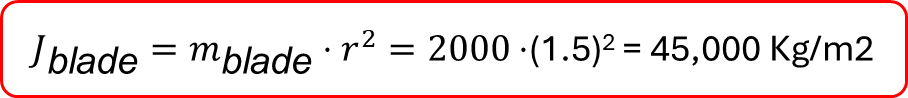 J_blade = m_blade · r² = 2000 ·(1.5)² = 45,000 Kg/m2